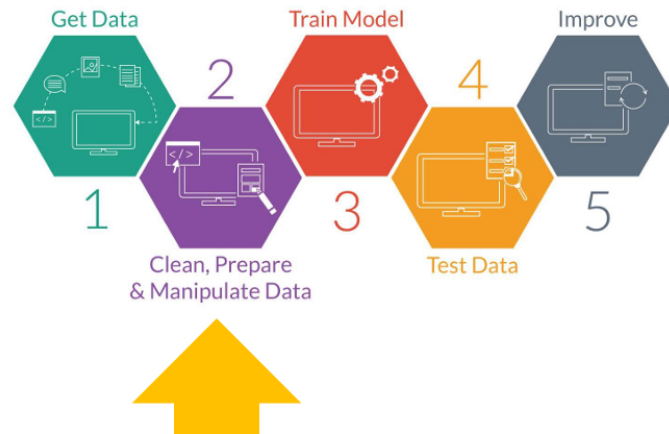 Get Data
Train Model
Improve
2
4
</>
</>
1
3
5
Clean, Prepare
& Manipulate Data
Test Data